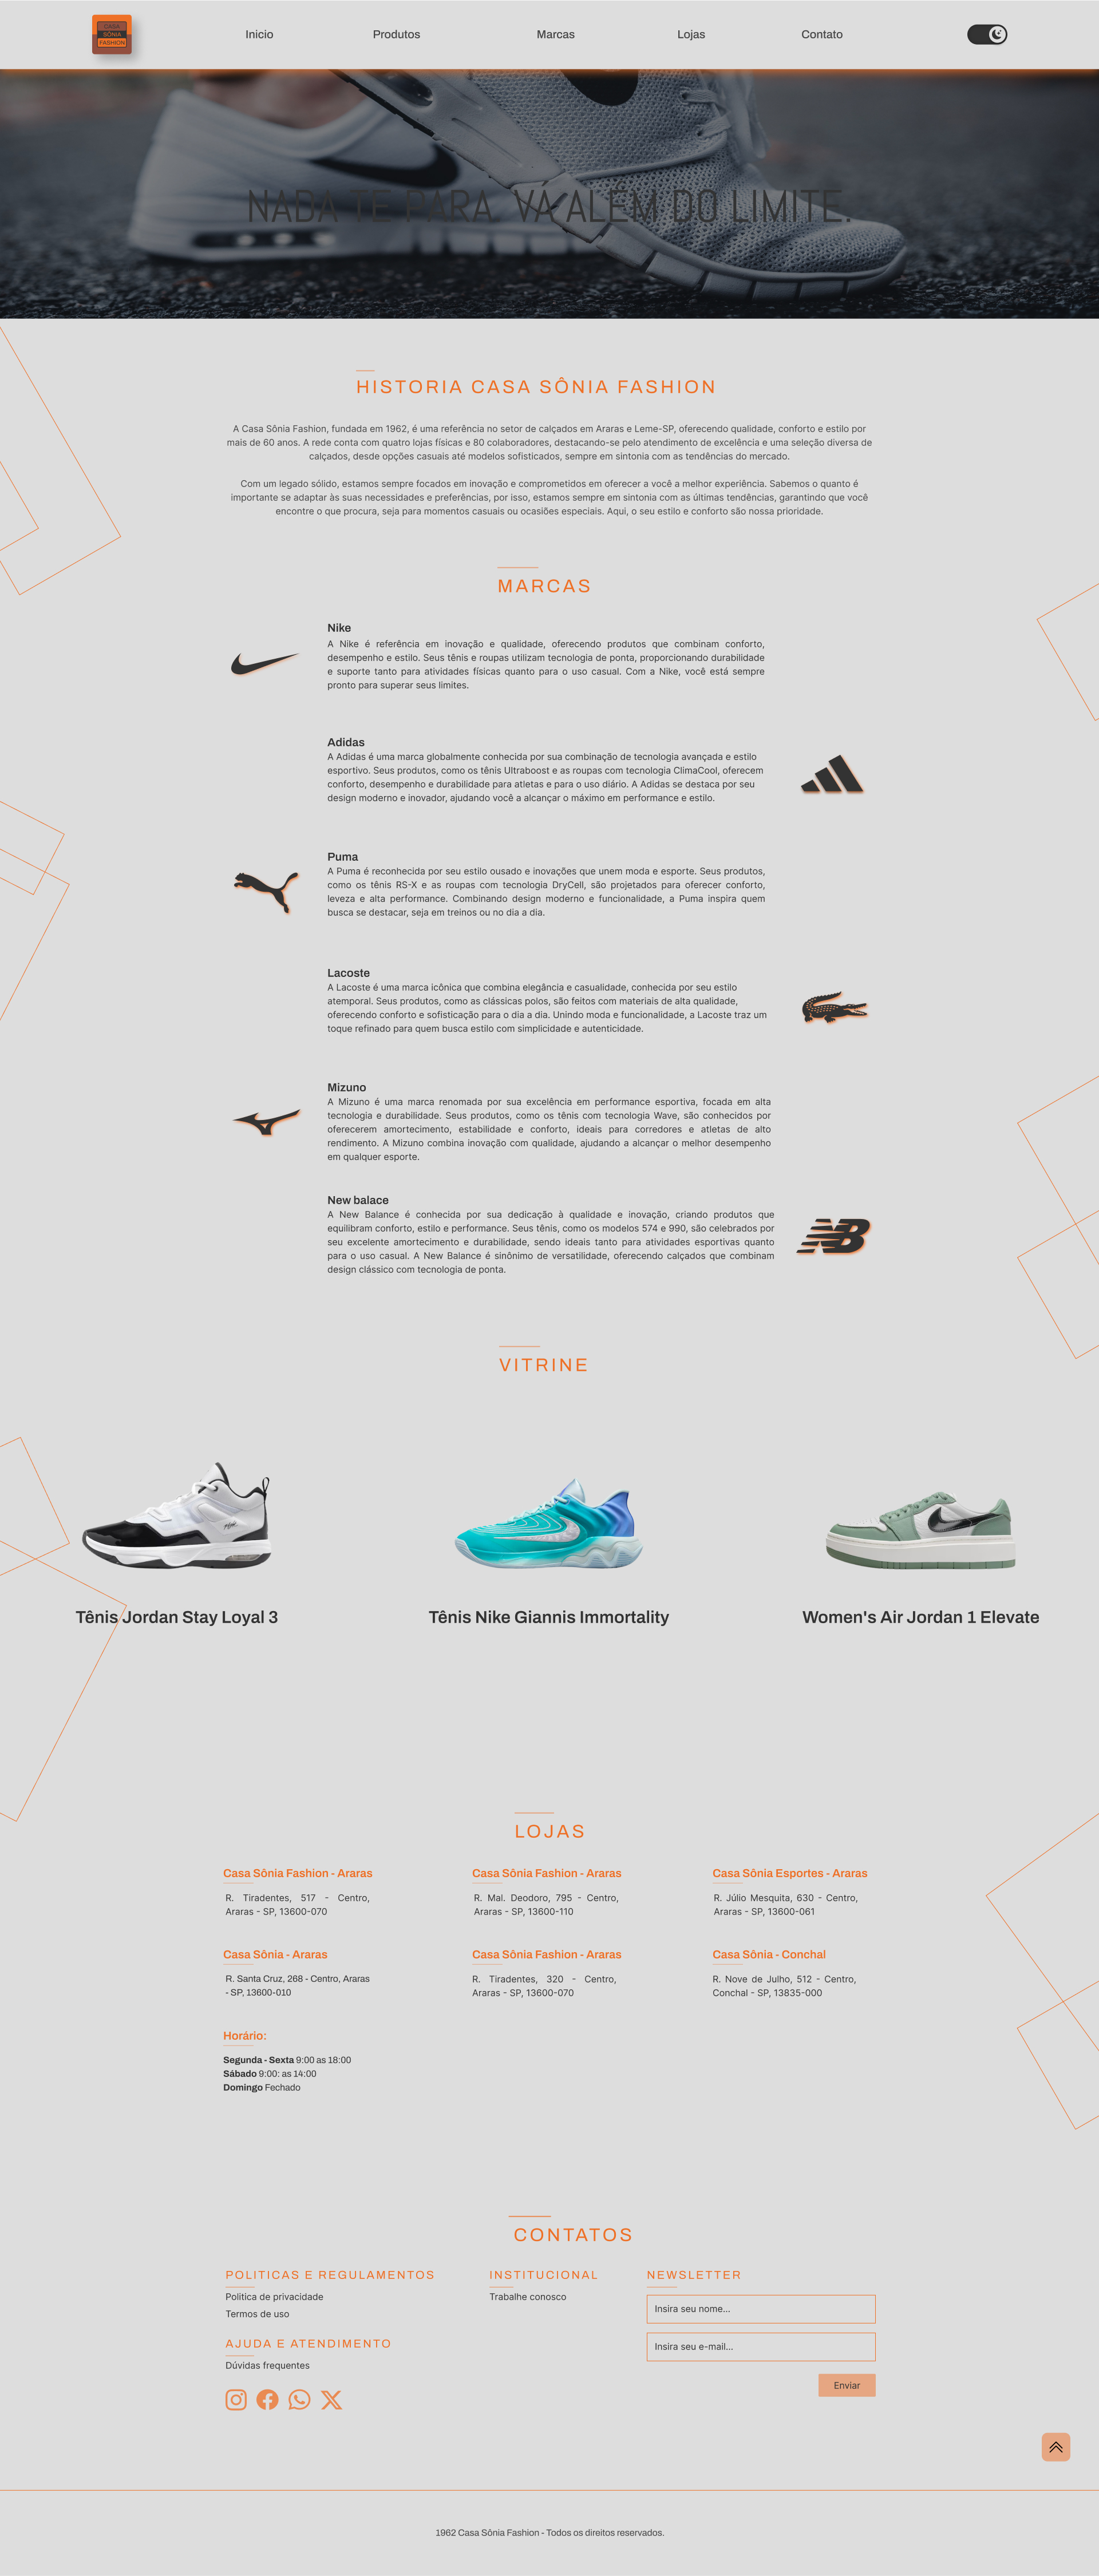 CASA
SÔNIA
FASHION
Inicio Produtos Marcas Lojas Contato
NADA TE PARA VÁ ALÉM DO LIMITE.
HISTORIA CASA SÔNIA FASHION
A Casa Sônia Fashion, fundada em 1962, é uma referência no setor de calçados em Araras e Leme-SP, oferecendo qualidade, conforto e estilo por
mais de 60 anos. A rede conta com quatro lojas físicas e 80 colaboradores, destacando-se pelo atendimento de excelência e uma seleção diversa de
calçados, desde opções casuais até modelos sofisticados, sempre em sintonia com as tendências do mercado.
Com um legado sólido, estamos sempre focados em inovação e comprometidos em oferecer a você a melhor experiência. Sabemos o quanto é
importante se adaptar às suas necessidades e preferências, por isso, estamos sempre em sintonia com as últimas tendências, garantindo que você
encontre o que procura, seja para momentos casuais ou ocasiões especiais. Aqui, o seu estilo e conforto são nossa prioridade.
MARCAS
Nike
A Nike é referência em inovação e qualidade, oferecendo produtos que combinam conforto,
desempenho e estilo. Seus tênis e roupas utilizam tecnologia de ponta, proporcionando durabilidade
e suporte tanto para atividades físicas quanto para o uso casual. Com a Nike, você está sempre
pronto para superar seus limites.
Adidas
A Adidas é uma marca globalmente conhecida por sua combinação de tecnologia avançada e estilo
esportivo. Seus produtos, como os tênis Ultraboost e as roupas com tecnologia ClimaCool, oferecem
conforto, desempenho e durabilidade para atletas e para o uso diário. A Adidas se destaca por seu
design moderno e inovador, ajudando você a alcançar o máximo em performance e estilo.
Puma
A Puma é reconhecida por seu estilo ousado e inovações que unem moda e esporte. Seus produtos,
como os tênis RS-X e as roupas com tecnologia DryCell, são projetados para oferecer conforto,
leveza e alta performance. Combinando design moderno e funcionalidade, a Puma inspira quem
busca se destacar, seja em treinos ou no dia a dia.
Lacoste
A Lacoste é uma marca icônica que combina elegância e casualidade, conhecida por seu estilo
atemporal. Seus produtos, como as clássicas polos, são feitos com materiais de alta qualidade,
oferecendo conforto e sofisticação para o dia a dia. Unindo moda e funcionalidade, a Lacoste traz um
toque refinado para quem busca estilo com simplicidade e autenticidade.
Mizuno
A Mizuno é uma marca renomada por sua excelência em performance esportiva, focada em alta
tecnologia e durabilidade. Seus produtos, como os tênis com tecnologia Wave, são conhecidos por
oferecerem amortecimento, estabilidade e conforto, ideais para corredores e atletas de alto
rendimento. A Mizuno combina inovação com qualidade, ajudando a alcançar o melhor desempenho
em qualquer esporte.
New balace
A New Balance é conhecida por sua dedicação à qualidade e inovação, criando produtos que
equilibram conforto, estilo e performance. Seus tênis, como os modelos 574 e 990, são celebrados por
seu excelente amortecimento e durabilidade, sendo ideais tanto para atividades esportivas quanto
para o uso casual. A New Balance é sinônimo de versatilidade, oferecendo calçados que combinam
design clássico com tecnologia de ponta.
VITRINE
Tênis Jordan Stay Loyal 3
Tênis Nike Giannis Immortality
Women's Air Jordan 1 Elevate
LOJAS
Casa Sônia Fashion - Araras
R. Tiradentes, 517 - Centro,
Araras - SP, 13600-070
Casa Sônia Fashion - Araras
R. Mal. Deodoro, 795 - Centro,
Araras - SP, 13600-110
Casa Sônia Esportes - Araras
R. Júlio Mesquita, 630 - Centro,
Araras - SP, 13600-061
Casa Sônia - Araras
R. Santa Cruz, 268 - Centro, Araras
- SP, 13600-010
Casa Sônia Fashion - Araras
R. Tiradentes, 320 - Centro,
Araras - SP, 13600-070
Casa Sônia - Conchal
R. Nove de Julho, 512 - Centro,
Conchal - SP, 13835-000
Horário:
Segunda - Sexta 9:00 as 18:00
Sábado 9:00: as 14:00
Domingo Fechado
CONTATOS
POLITICAS E REGULAMENTOS
Politica de privacidade
Termos de uso
AJUDA E ATENDIMENTO
Dúvidas frequentes
INSTITUCIONAL
Trabalhe conosco
NEWSLETTER
Insira seu nome...
Insira seu e-mail...
Enviar
1962 Casa Sônia Fashion - Todos os direitos reservados.